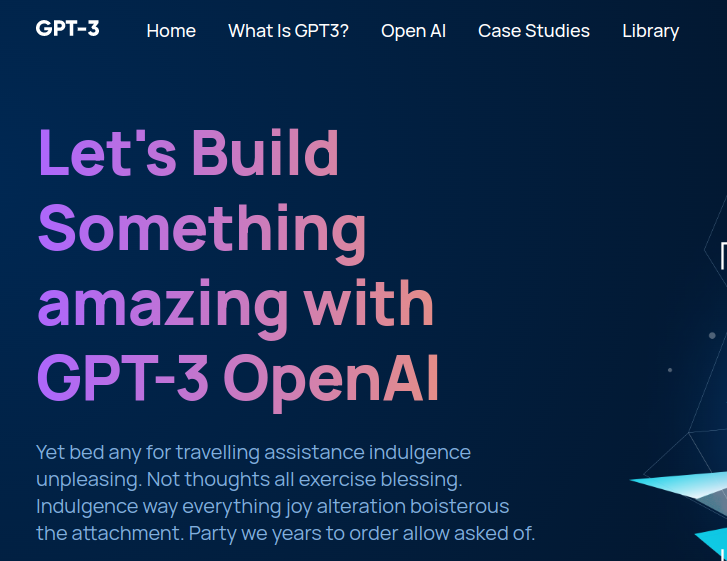 GPT-3 Home What Is GPT3? Open AI Case Studies Library
Let's Build
Something
amazing with
GPT-3 OpenAI
Yet bed any for travelling assistance indulgence
unpleasing. Not thoughts all exercise blessing.
Indulgence way everything joy alteration boisterous
the attachment. Party we years to order allow asked of.